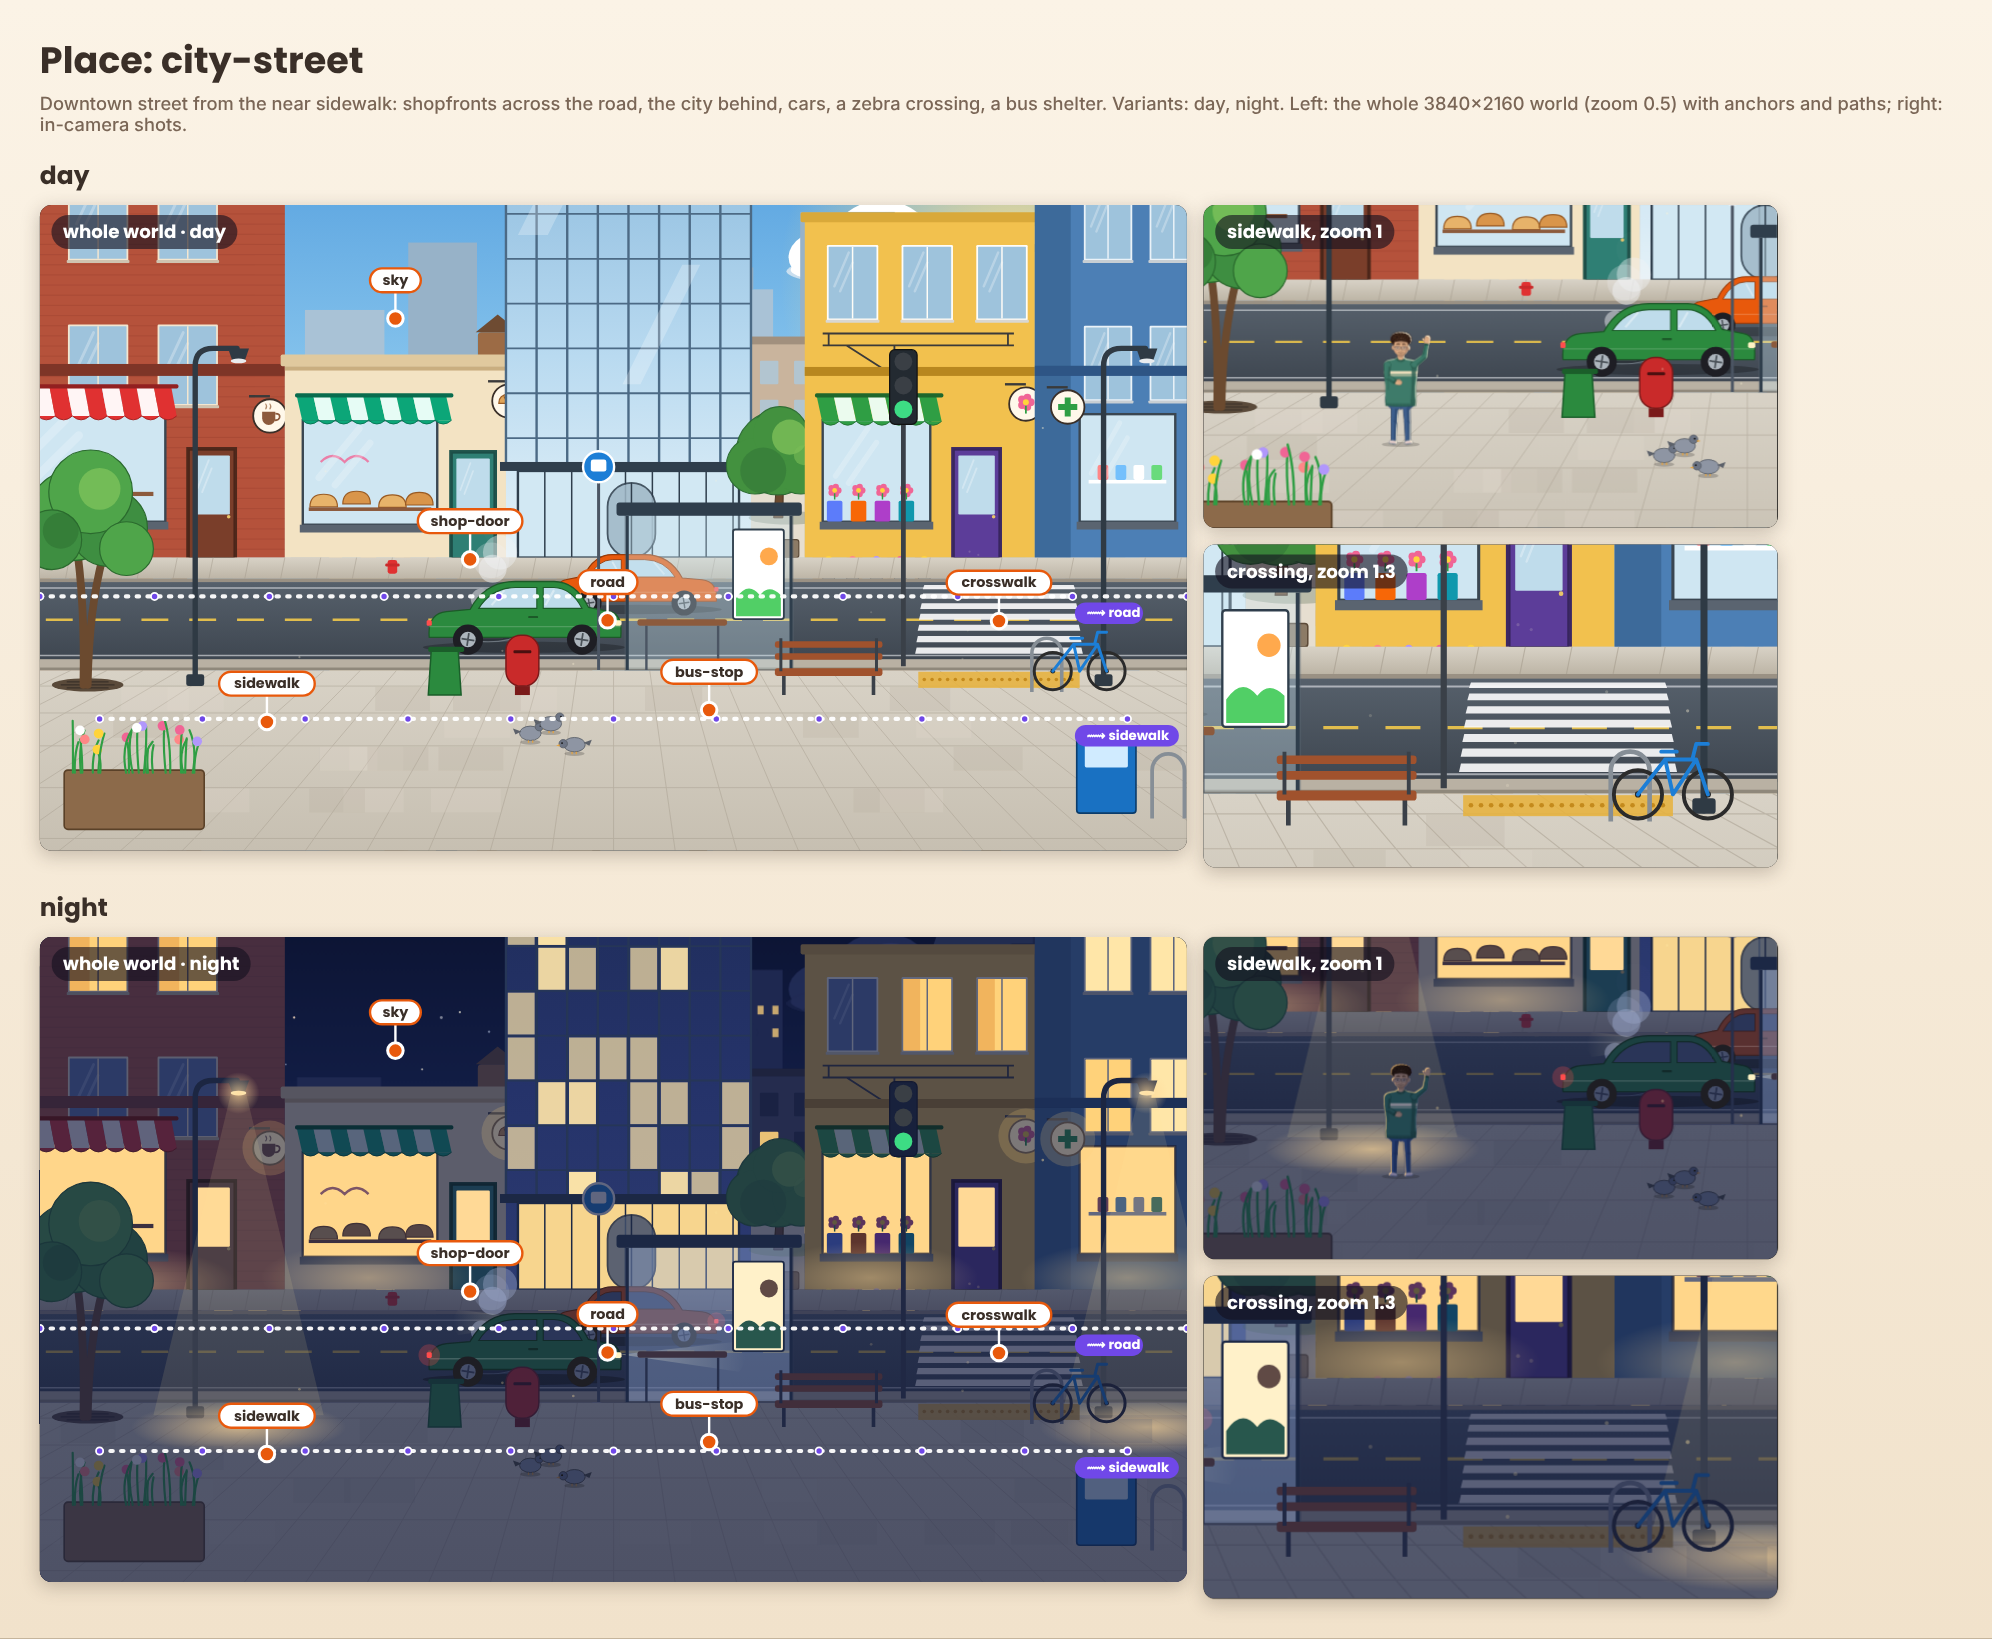 Place: city-street
Downtown street from the near sidewalk: shopfronts across the road, the city behind, cars, a zebra crossing, a bus shelter. Variants: day, night. Left: the whole 3840×2160 world (zoom 0.5) with anchors and paths; right:
in-camera shots.
day
whole world · day
sky
shop-door
road
crosswalk
⟿ road
sidewalk
bus-stop
⟿ sidewalk
sidewalk, zoom 1
crossing, zoom 1.3
night
whole world · night
sky
shop-door
road
crosswalk
⟿ road
sidewalk
bus-stop
⟿ sidewalk
sidewalk, zoom 1
crossing, zoom 1.3